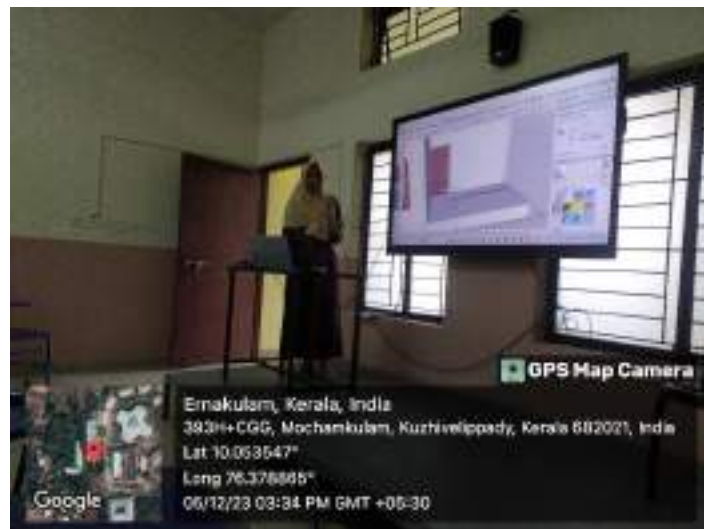 GPS Map Camera
Ernakulam, Kerala, India
393H+CGG, Mochamkulam, Kuzhivelippady, Kerala 682021, India
Lat 10.053547°
Long 76.378865°
05/12/23 03:34 PM GMT +05:30
Google